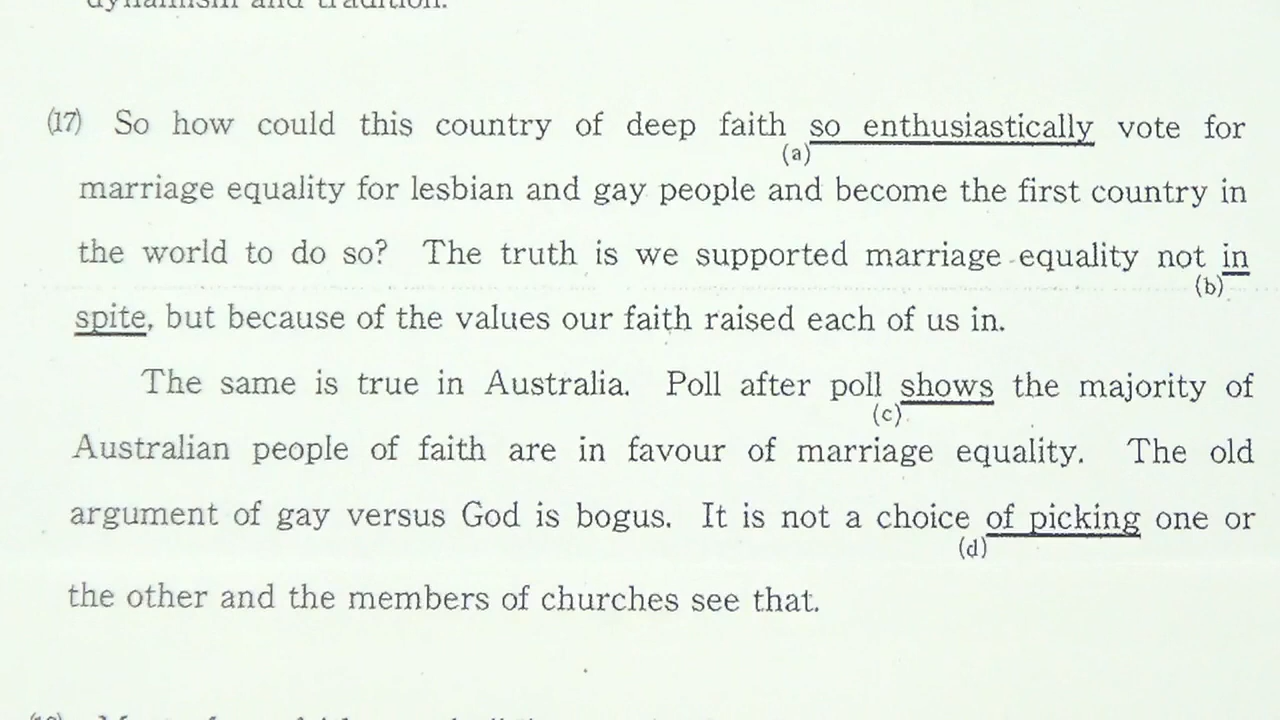 dynamism and tradition.
(17) So how could this country of deep faith so enthusiastically vote for
(a)
marriage equality for lesbian and gay people and become the first country in
the world to do so? The truth is we supported marriage equality not in
(b)
spite, but because of the values our faith raised each of us in.
The same is true in Australia. Poll after poll shows the majority of
(c)
Australian people of faith are in favour of marriage equality. The old
argument of gay versus God is bogus. It is not a choice of picking one or
(d)
the other and the members of churches see that.